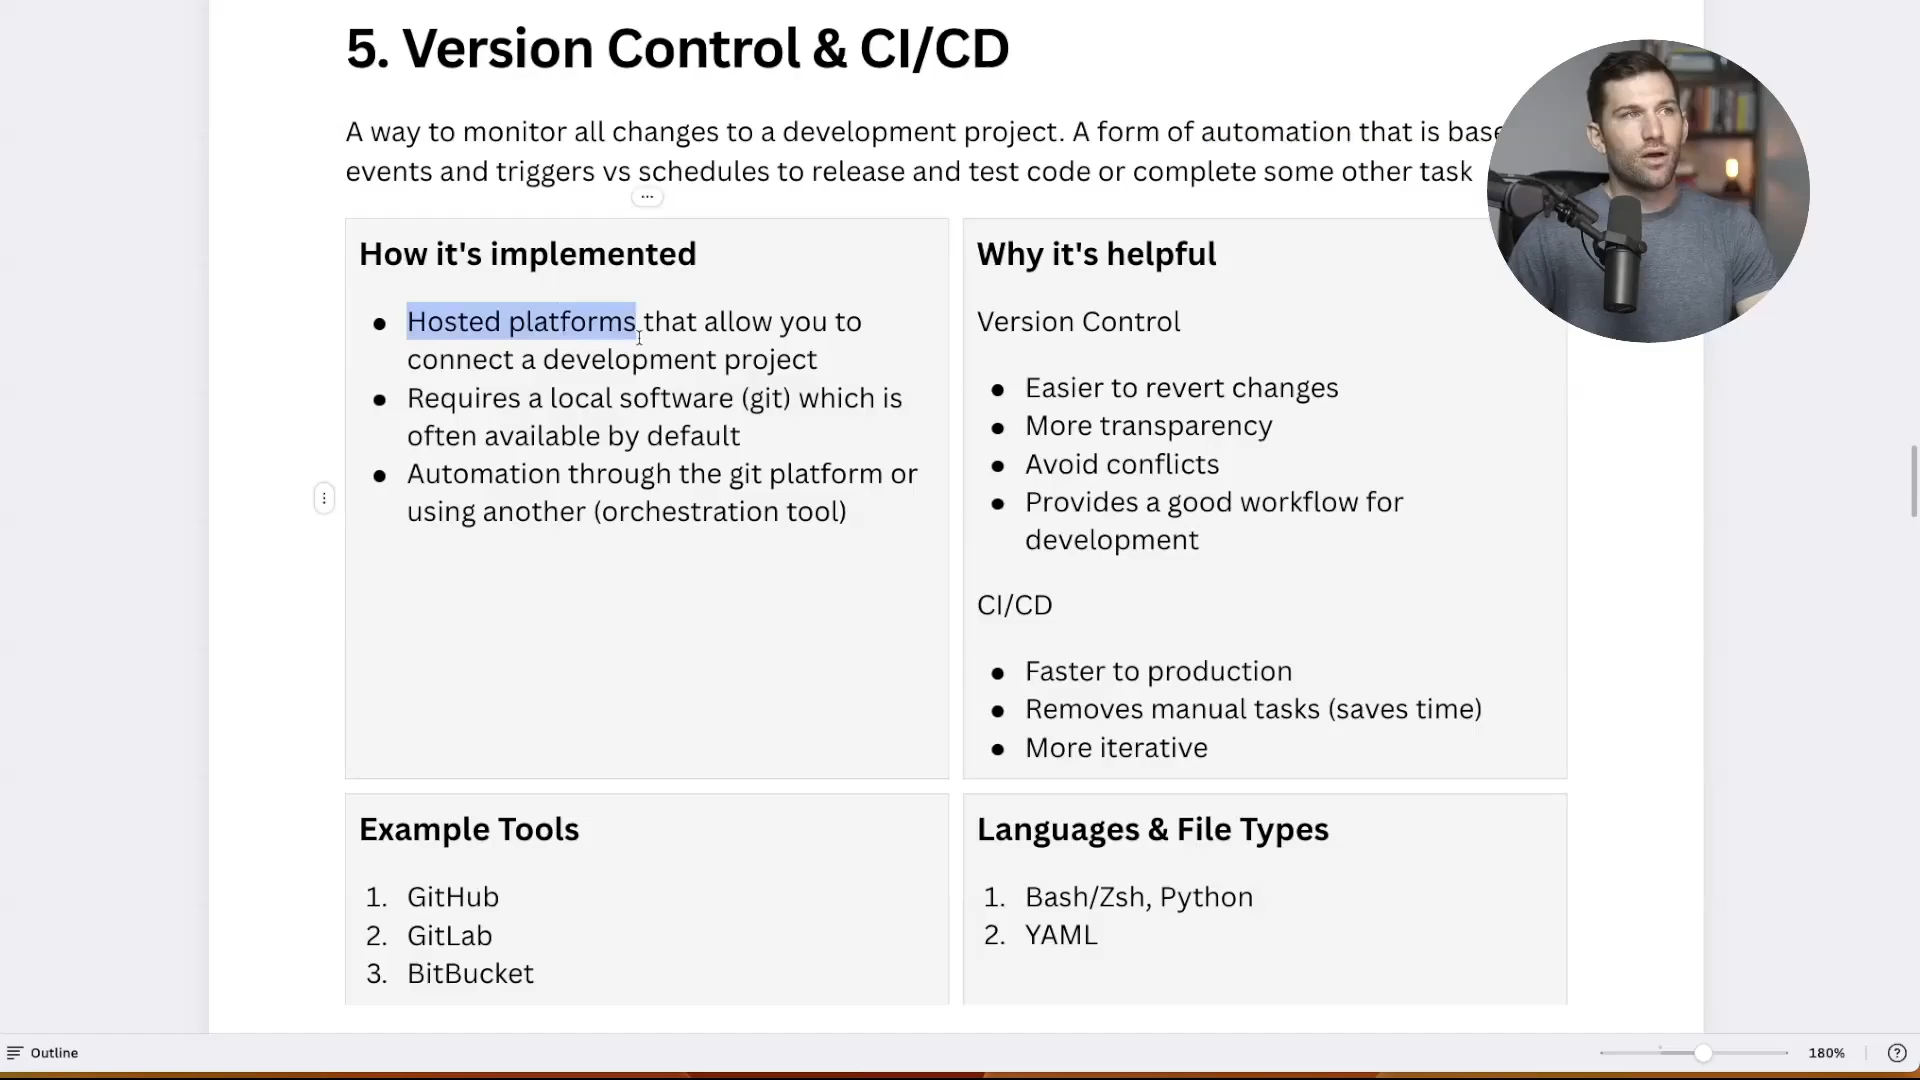 5. Version Control & CI/CD
A way to monitor all changes to a development project. A form of automation that is base
events and triggers vs schedules to release and test code or complete some other task
How it's implemented
● Hosted platforms that allow you to
connect a development project
● Requires a local software (git) which is
often available by default
● Automation through the git platform or
using another (orchestration tool)
Why it's helpful
Version Control
● Easier to revert changes
● More transparency
● Avoid conflicts
● Provides a good workflow for
development
CI/CD
● Faster to production
● Removes manual tasks (saves time)
● More iterative
Example Tools
1. GitHub
2. GitLab
3. BitBucket
Languages & File Types
1. Bash/Zsh, Python
2. YAML
Outline
180%